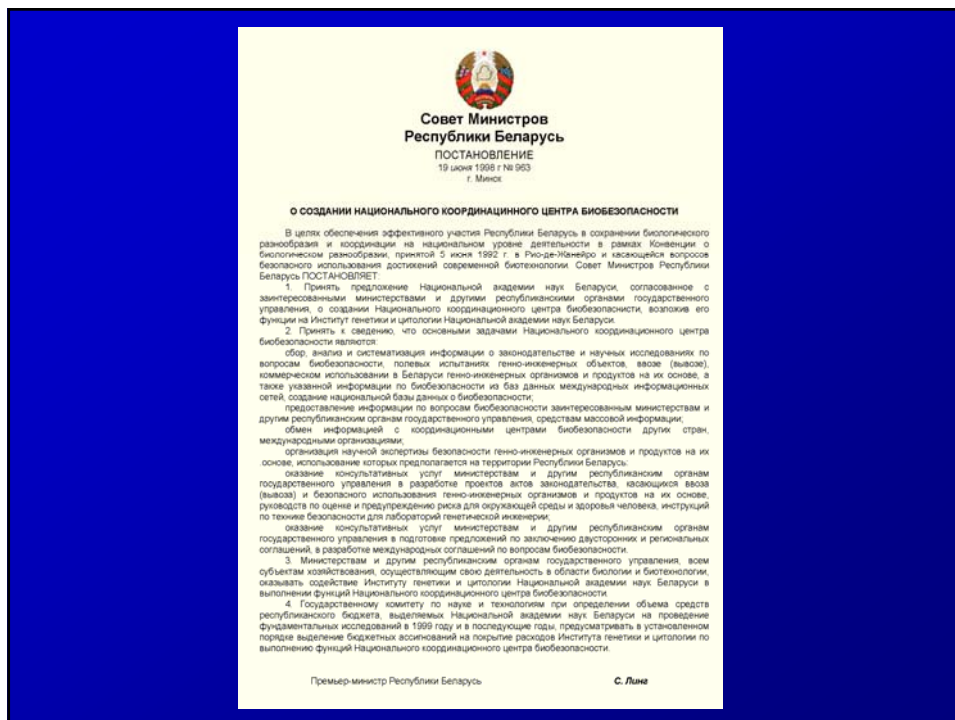 Совет Министров
Республики Беларусь
ПОСТАНОВЛЕНИЕ
19 июня 1998 г № 963
г. Минск
О СОЗДАНИИ НАЦИОНАЛЬНОГО КООРДИНАЦИННОГО ЦЕНТРА БИОБЕЗОПАСНОСТИ
В целях обеспечения эффективного участия Республики Беларусь в сохранении биологического
разнообразия и координации на национальном уровне деятельности в рамках Конвенции о
биологическом разнообразии, принятой 5 июня 1992 г. в Рио-де-Жанейро и касающейся вопросов
безопасного использования достижений современной биотехнологии. Совет Министров Республики
Беларусь ПОСТАНОВЛЯЕТ:
1. Принять предложение Национальной академии наук Беларуси, согласованное с
заинтересованными министерствами и другими республиканскими органами государственного
управления, о создании Национального координационного центра биобезопаснисти, возложив его
функции на Институт генетики и цитологии Национальной академии наук Беларуси.
2. Принять к сведению, что основными задачами Национального координационного центра
биобезопасности являются:
сбор, анализ и систематизация информации о законодательстве и научных исследованиях по
вопросам биобезопасности, полевых испытаниях генно-инженерных объектов, ввозе (вывозе),
коммерческом использовании в Беларуси генно-инженерных организмов и продуктов на их основе, а
также указанной информации по биобезопасности из баз данных международных информационных
сетей, создание национальной базы данных о биобезопасности;
предоставление информации по вопросам биобезопасности заинтересованным министерствам и
другим республиканским органам государственного управления, средствам массовой информации;
обмен информацией с координационными центрами биобезопасности других стран,
международными организациями;
организация научной экспертизы безопасности генно-инженерных организмов и продуктов на их
основе, использование которых предполагается на территории Республики Беларусь:
оказание консультативных услуг министерствам и другим республиканским органам
государственного управления в разработке проектов актов законодательства, касающихся ввоза
(вывоза) и безопасного использования генно-инженерных организмов и продуктов на их основе,
руководств по оценке и предупреждению риска для окружающей среды и здоровья человека, инструкций
по технике безопасности для лабораторий генетической инженерии;
оказание консультативных услуг министерствам и другим республиканским органам
государственного управления в подготовке предложений по заключению двусторонних и региональных
соглашений, в разработке международных соглашений по вопросам биобезопасности.
3. Министерствам и другим республиканским органам государственного управления, всем
субъектам хозяйствования, осуществляющим свою деятельность в области биологии и биотехнологии,
оказывать содействие Институту генетики и цитологии Национальной академии наук Беларуси в
выполнении функций Национального координационного центра биобезопасности.
4. Государственному комитету по науке и технологиям при определении объема средств
республиканского бюджета, выделяемых Национальной академии наук Беларуси на проведение
фундаментальных исследований в 1999 году и в последующие годы, предусматривать в установленном
порядке выделение бюджетных ассигнований на покрытие расходов Института генетики и цитологии по
выполнению функций Национального координационного центра биобезопасности.
Премьер-министр Республики Беларусь С. Линг